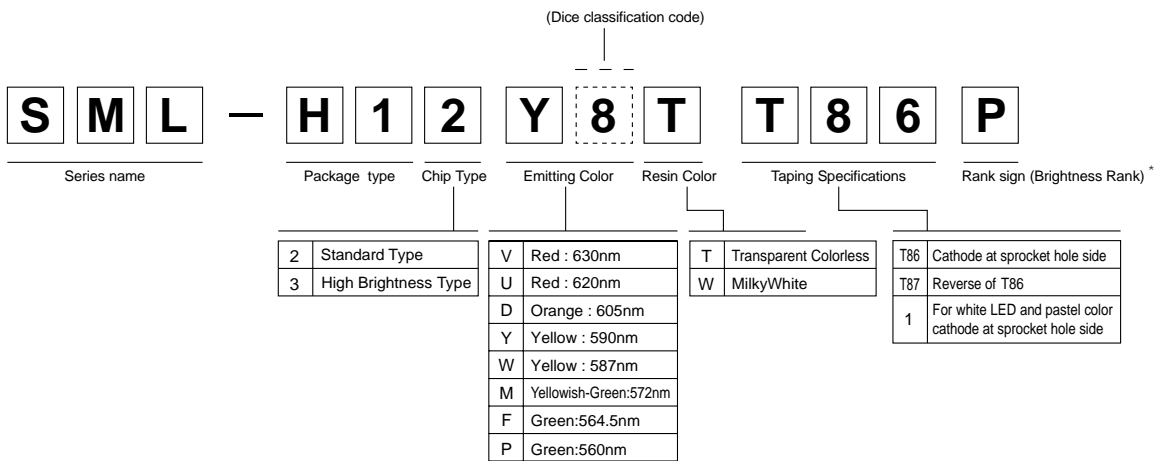 (Dice classification code)
S M L — H 1 2 Y 8 T T 8 6 P
Series name Package type Chip Type Emitting Color Resin Color Taping Specifications Rank sign (Brightness Rank) *
2 Standard Type
3 High Brightness Type
V Red : 630nm
U Red : 620nm
D Orange : 605nm
Y Yellow : 590nm
W Yellow : 587nm
M Yellowish-Green:572nm
F Green:564.5nm
P Green:560nm
T Transparent Colorless
W MilkyWhite
T86 Cathode at sprocket hole side
T87 Reverse of T86
1 For white LED and pastel color
cathode at sprocket hole side